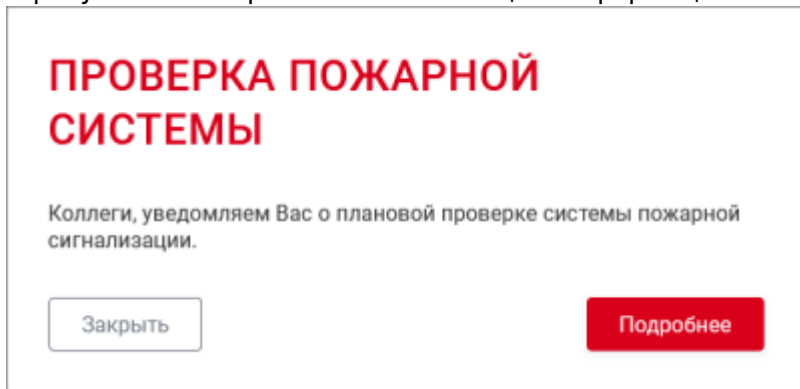 ПРОВЕРКА ПОЖАРНОЙ
СИСТЕМЫ
Коллеги, уведомляем Вас о плановой проверке системы пожарной
сигнализации.
Закрыть
Подробнее